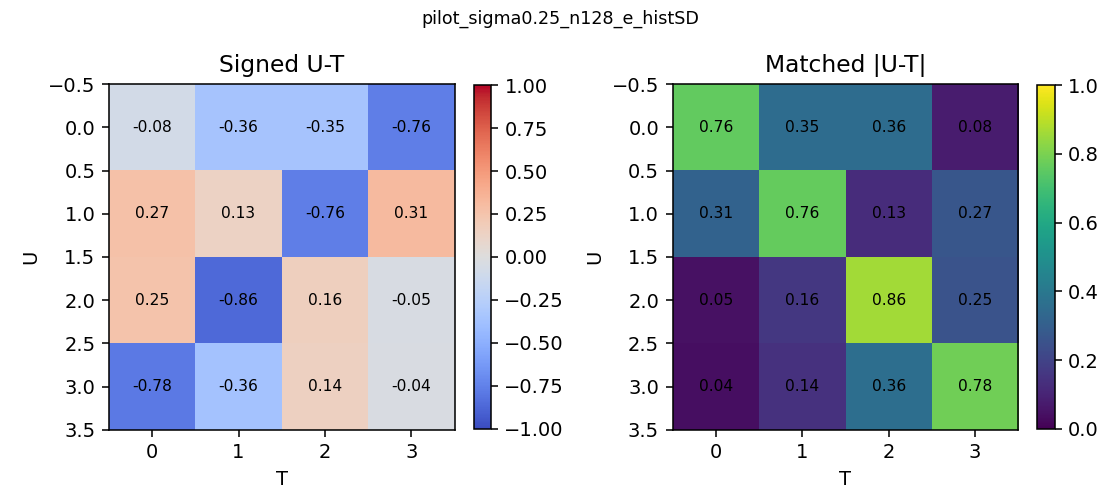 pilot_sigma0.25_n128_e_histSD
Signed U-T
Matched |U-T|
−0.5
0.0
0.5
1.0
1.5
2.0
2.5
3.0
3.5
U
-0.08 -0.36 -0.35 -0.76
0.27 0.13 -0.76 0.31
0.25 -0.86 0.16 -0.05
-0.78 -0.36 0.14 -0.04
0 1 2 3
T
1.00
0.75
0.50
0.25
0.00
−0.25
−0.50
−0.75
−1.00
−0.5
0.0
0.5
1.0
1.5
2.0
2.5
3.0
3.5
U
0.76 0.35 0.36 0.08
0.31 0.76 0.13 0.27
0.05 0.16 0.86 0.25
0.04 0.14 0.36 0.78
0 1 2 3
T
1.0
0.8
0.6
0.4
0.2
0.0